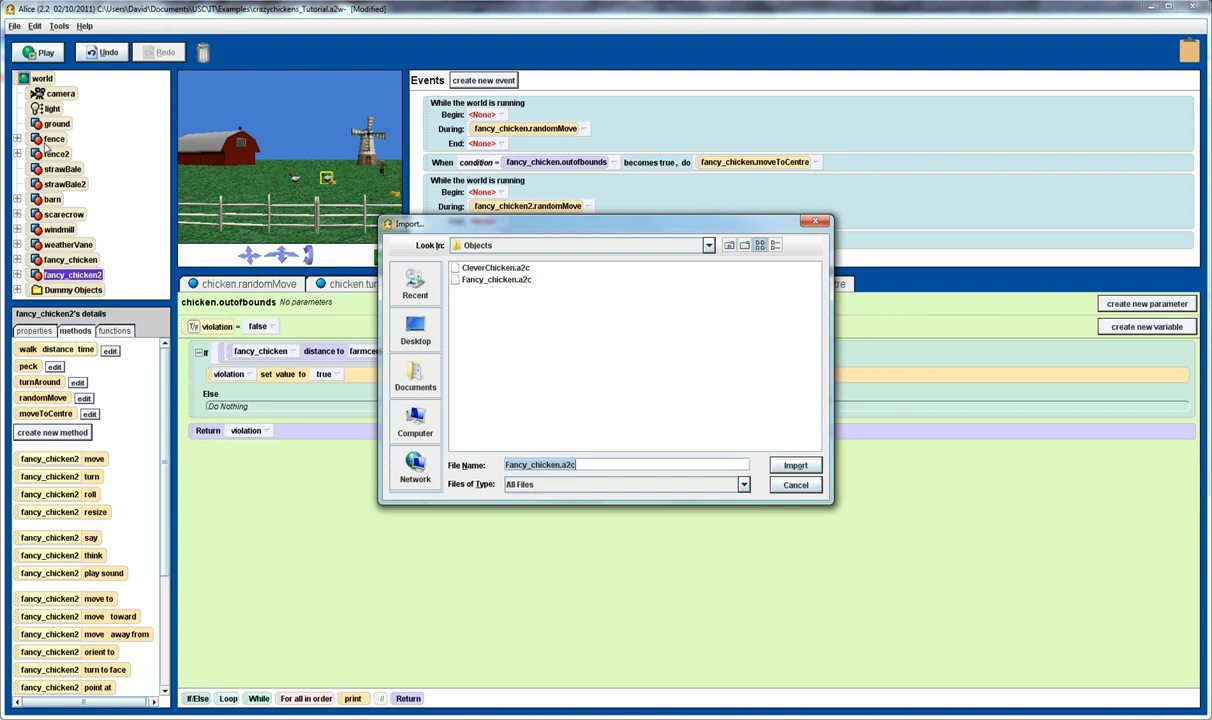 Alice (2.2 02/10/2011) C:\Users\David\Documents\USC\IT\Examples\crazychickens_Tutorial.a2w- [Modified]
File Edit Tools Help
Play Undo Redo
world
camera
light
ground
fence
fence2
strawBale
strawBale2
barn
scarecrow
windmill
weatherVane
fancy_chicken
fancy_chicken2
Dummy Objects
fancy_chicken2's details
properties methods functions
walk distance time edit
peck edit
turnAround edit
randomMove edit
moveToCentre edit
create new method
fancy_chicken2 move
fancy_chicken2 turn
fancy_chicken2 roll
fancy_chicken2 resize
fancy_chicken2 say
fancy_chicken2 think
fancy_chicken2 play sound
fancy_chicken2 move to
fancy_chicken2 move toward
fancy_chicken2 move away from
fancy_chicken2 orient to
fancy_chicken2 turn to face
fancy_chicken2 point at
Events create new event
While the world is running
Begin: <None>
During: fancy_chicken.randomMove
End: <None>
When condition = fancy_chicken.outofbounds becomes true, do fancy_chicken.moveToCentre
While the world is running
Begin: <None>
During: fancy_chicken2.randomMove
Import...
Look In: Objects
Recent
Desktop
Documents
Computer
Network
CleverChicken.a2c
Fancy_chicken.a2c
File Name: Fancy_chicken.a2c Import
Files of Type: All Files Cancel
chicken.randomMove chicken.tur tre
chicken.outofbounds No parameters create new parameter
T/F violation = false create new variable
If fancy_chicken distance to farmcen
violation set value to true
Else
(Do Nothing
Return violation
If/Else Loop While For all in order print // Return